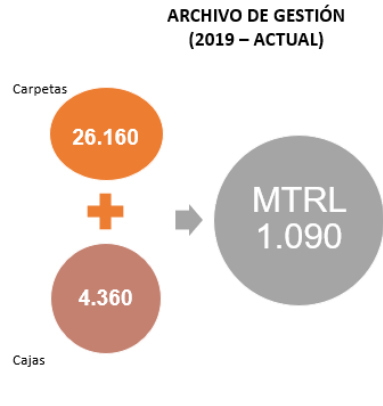 ARCHIVO DE GESTIÓN
(2019 – ACTUAL)
Carpetas
26.160
4.360
Cajas
MTRL
1.090